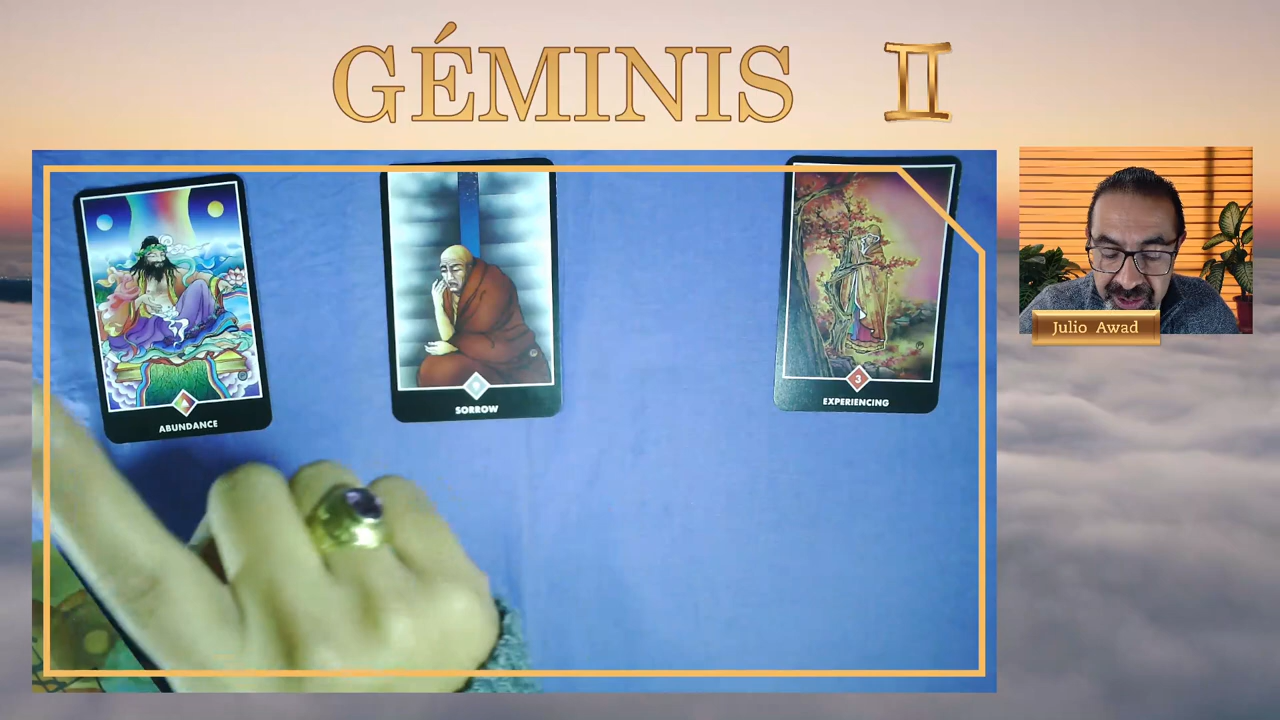 GÉMINIS
Julio Awad
ABUNDANCE
SORROW
3
EXPERIENCING